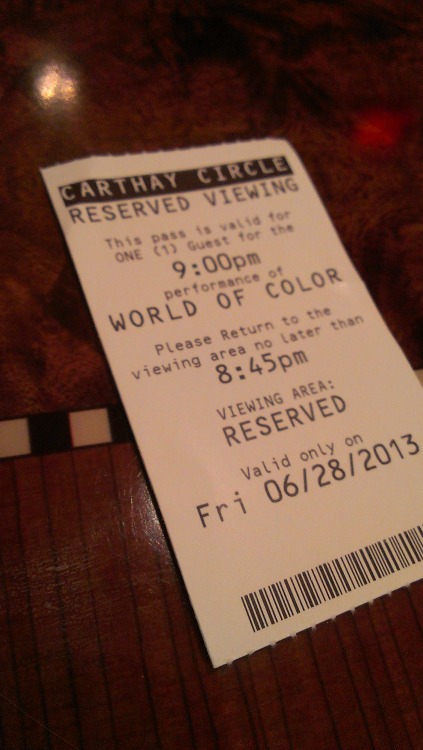 CARTHAY CIRCLE
RESERVED VIEWING
This pass is valid for
ONE (1) Guest for the
9:00pm
performance of
WORLD OF COLOR
Please Return to the
viewing area no later than
8:45pm
VIEWING AREA:
RESERVED
Valid only on
Fri 06/28/2013